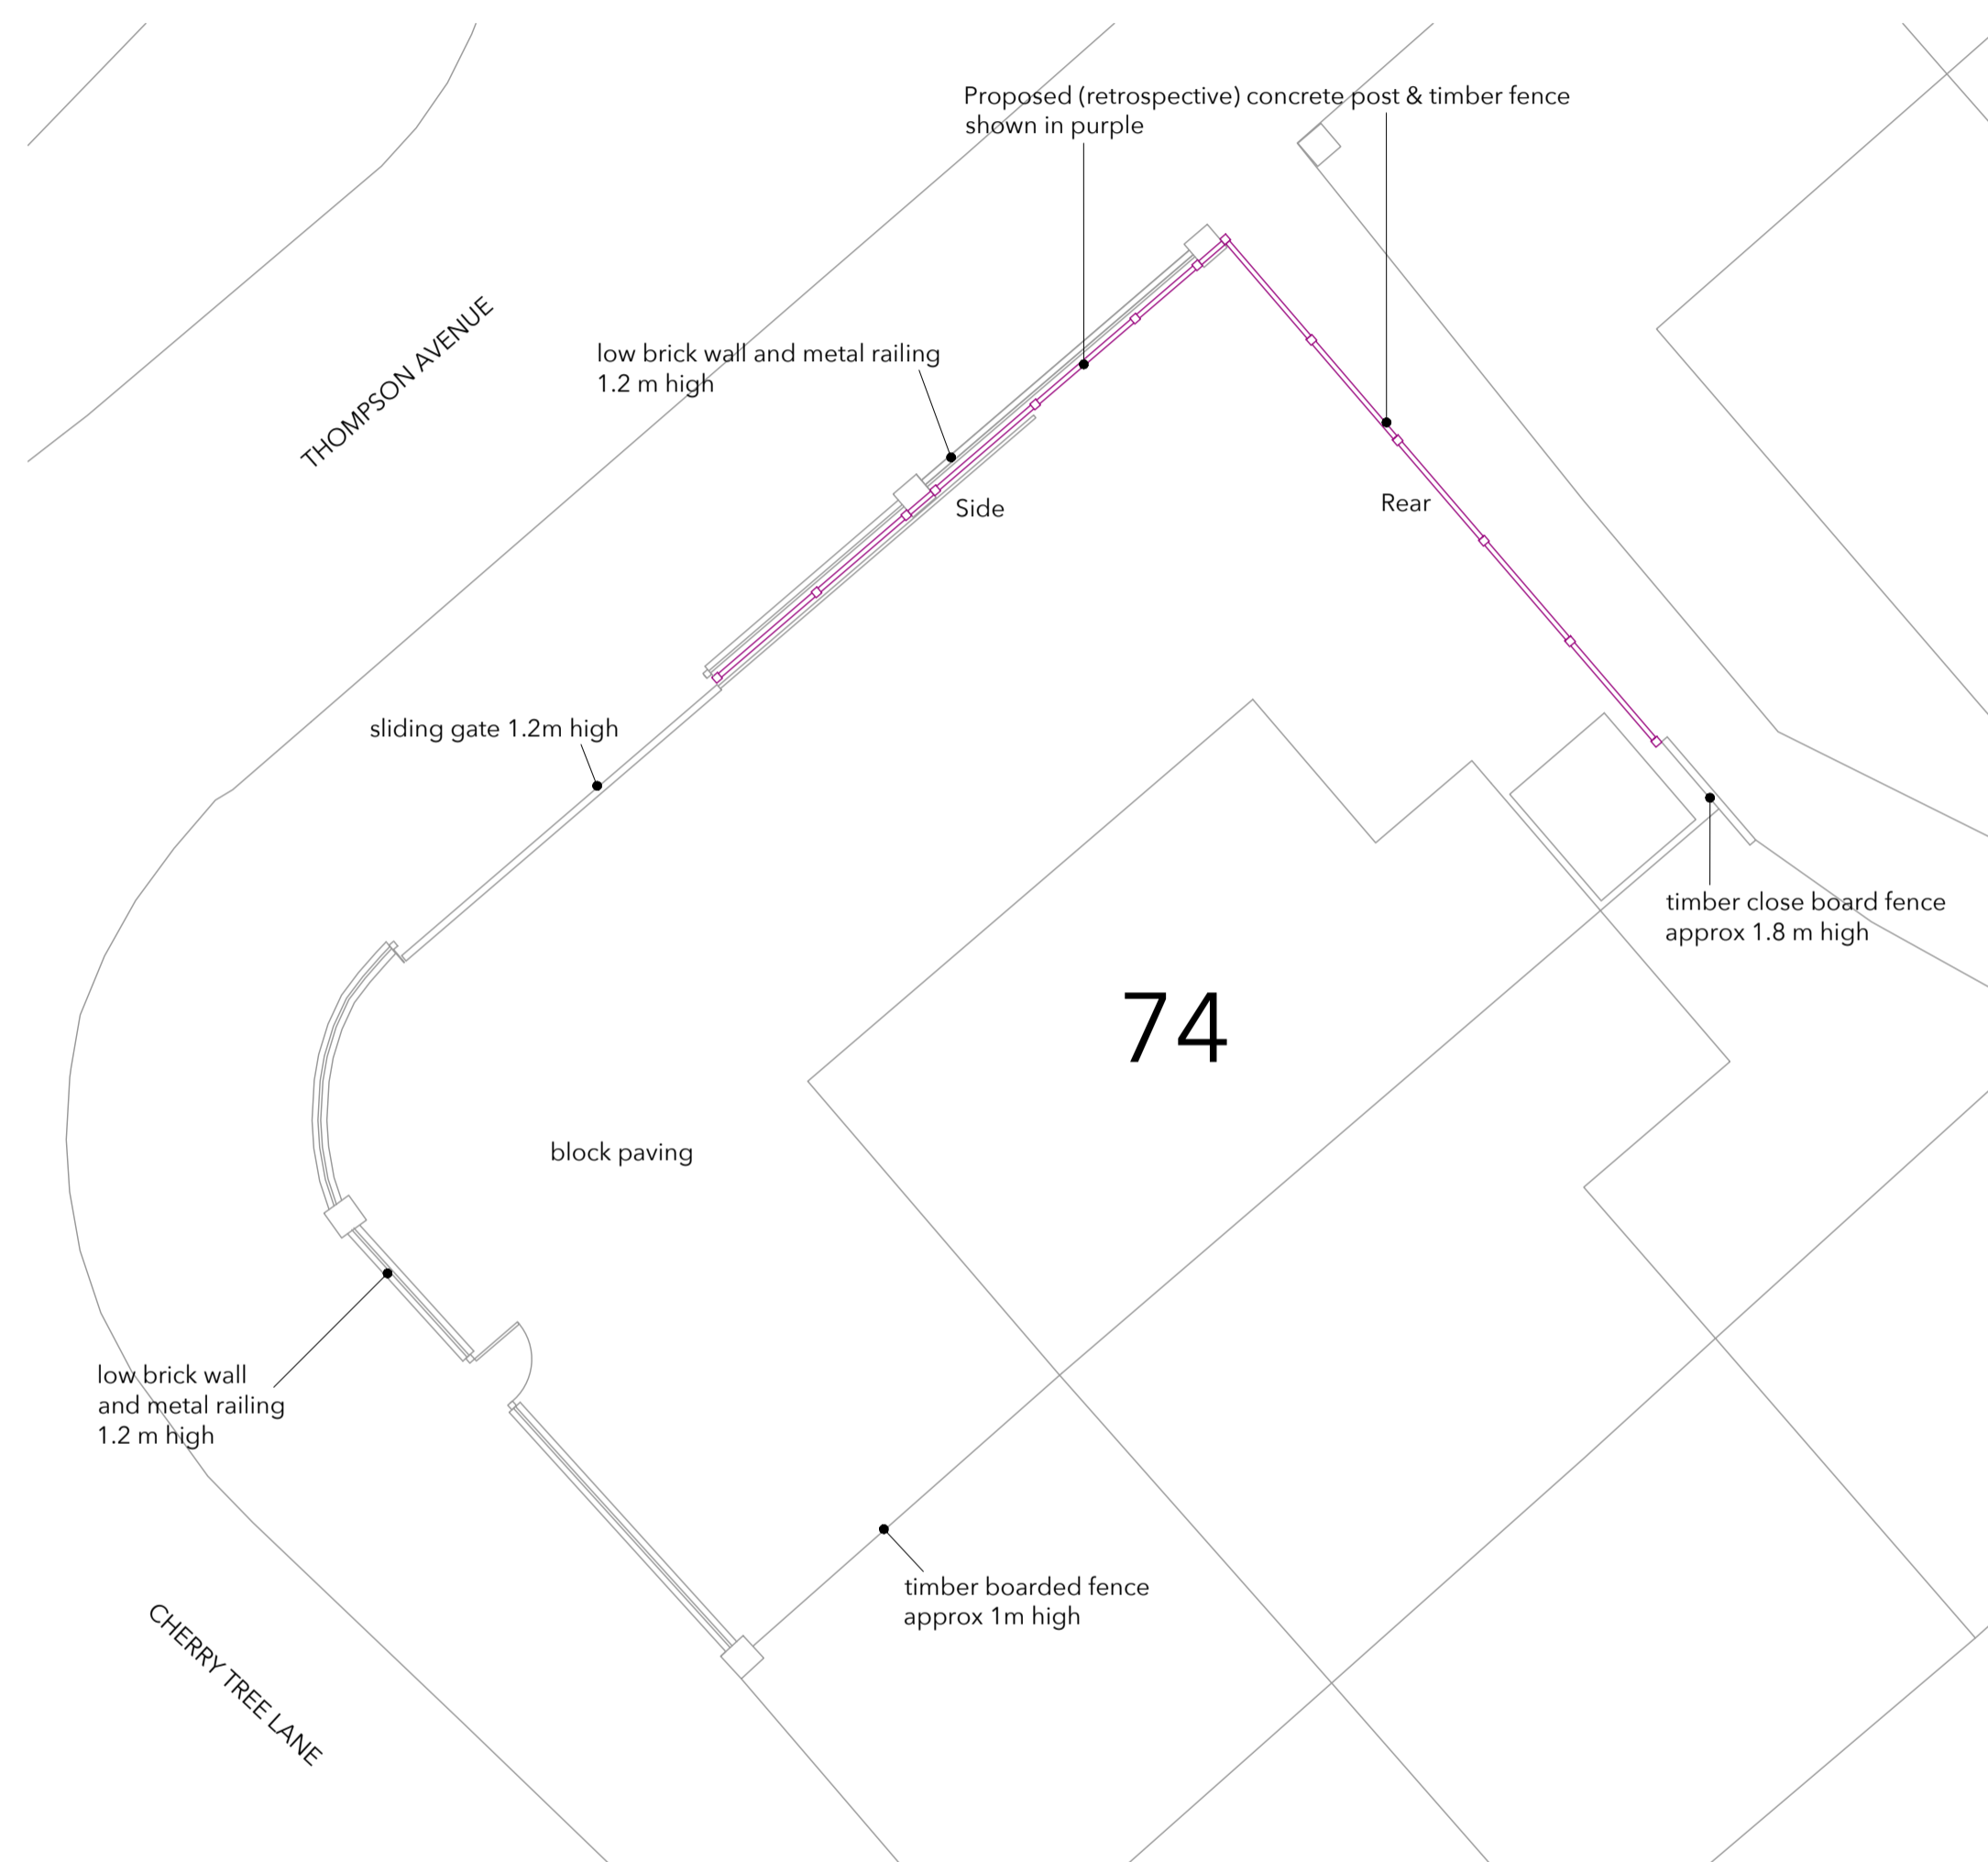 Proposed (retrospective) concrete post & timber fence
shown in purple
THOMPSON AVENUE
low brick wall and metal railing
1.2 m high
Side
Rear
sliding gate 1.2m high
timber close board fence
approx 1.8 m high
74
block paving
low brick wall
and metal railing
1.2 m high
timber boarded fence
approx 1m high
CHERRY TREE LANE